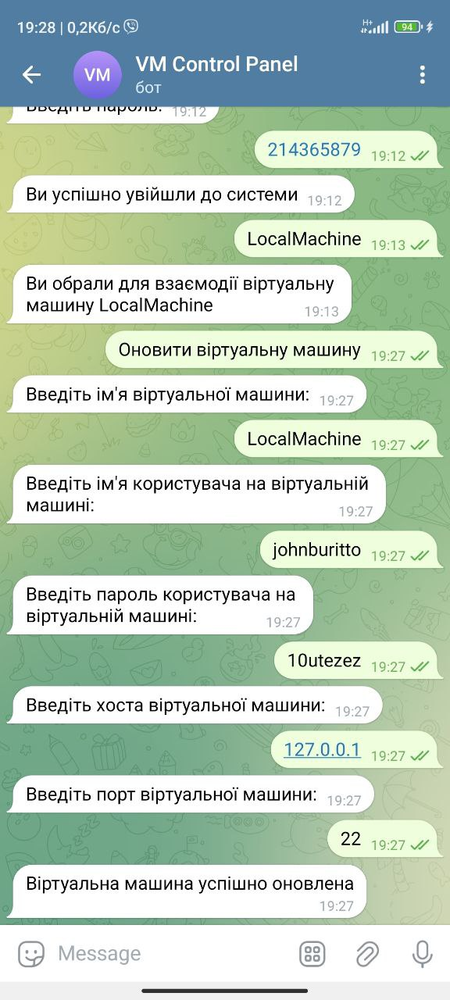 19:28 | 0,2Кб/с
H+
94
VM
VM Control Panel
бот
Введіть пароль: 19:12
214365879 19:12
Ви успішно увійшли до системи 19:12
LocalMachine 19:13
Ви обрали для взаємодії віртуальну
машину LocalMachine 19:13
Оновити віртуальну машину 19:27
Введіть ім'я віртуальної машини: 19:27
LocalMachine 19:27
Введіть ім'я користувача на віртуальній
машині: 19:27
johnburitto 19:27
Введіть пароль користувача на
віртуальній машині: 19:27
10utezez 19:27
Введіть хоста віртуальної машини: 19:27
127.0.0.1 19:27
Введіть порт віртуальної машини: 19:27
22 19:27
Віртуальна машина успішно оновлена
19:27
Message